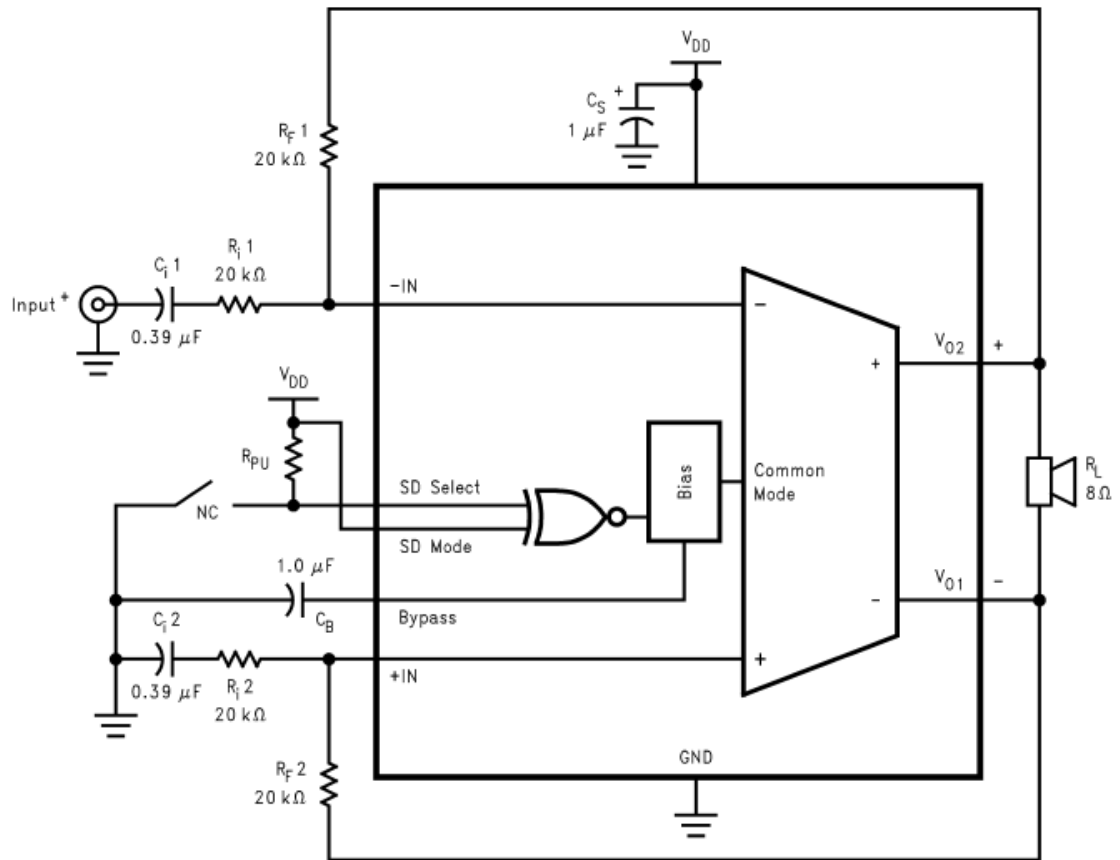 V_DD
C_S +
1 μF
R_F 1
20 kΩ
R_i 1
20 kΩ
C_i 1
Input +
0.39 μF
-IN
-
V_DD
R_PU
SD Select
NC
SD Mode
Bias
Common
Mode
+
V_O2 +
R_L
8 Ω
1.0 μF
C_B
Bypass
-
V_O1 -
C_i 2
0.39 μF
R_i 2
20 kΩ
+IN
+
R_F 2
20 kΩ
GND